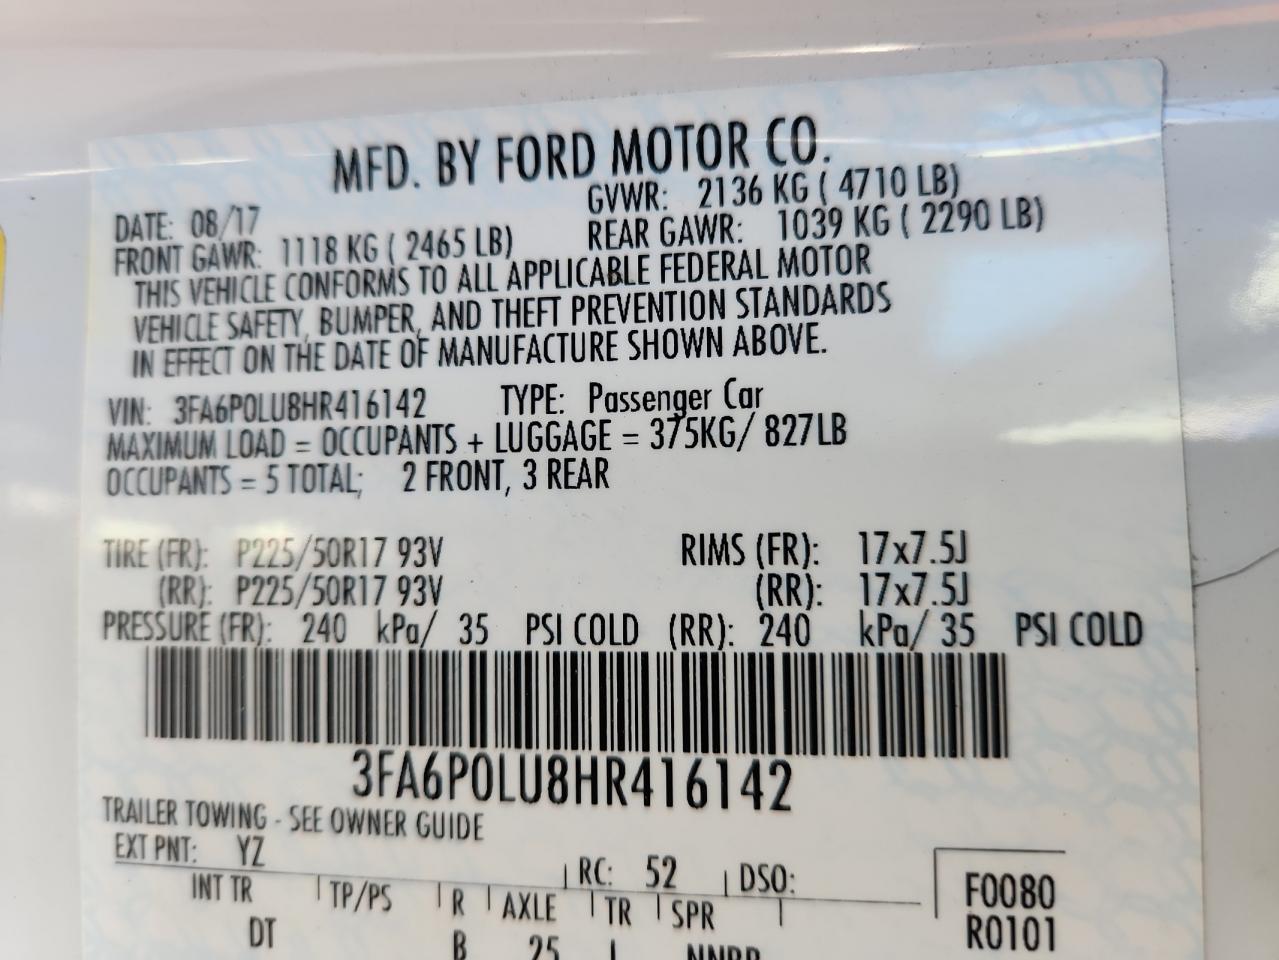 MFD. BY FORD MOTOR CO.
DATE: 08/17 GVWR: 2136 KG ( 4710 LB)
FRONT GAWR: 1118 KG ( 2465 LB) REAR GAWR: 1039 KG ( 2290 LB)
THIS VEHICLE CONFORMS TO ALL APPLICABLE FEDERAL MOTOR
VEHICLE SAFETY, BUMPER, AND THEFT PREVENTION STANDARDS
IN EFFECT ON THE DATE OF MANUFACTURE SHOWN ABOVE.
VIN: 3FA6P0LU8HR416142 TYPE: Passenger Car
MAXIMUM LOAD = OCCUPANTS + LUGGAGE = 375KG/ 827LB
OCCUPANTS = 5 TOTAL; 2 FRONT, 3 REAR
TIRE (FR): P225/50R17 93V RIMS (FR): 17x7.5J
(RR): P225/50R17 93V (RR): 17x7.5J
PRESSURE (FR): 240 kPa/ 35 PSI COLD (RR): 240 kPa/ 35 PSI COLD
3FA6P0LU8HR416142
TRAILER TOWING - SEE OWNER GUIDE
EXT PNT: YZ RC: 52 DSO:
INT TR TP/PS R AXLE TR SPR F0080
DT B 25 R0101